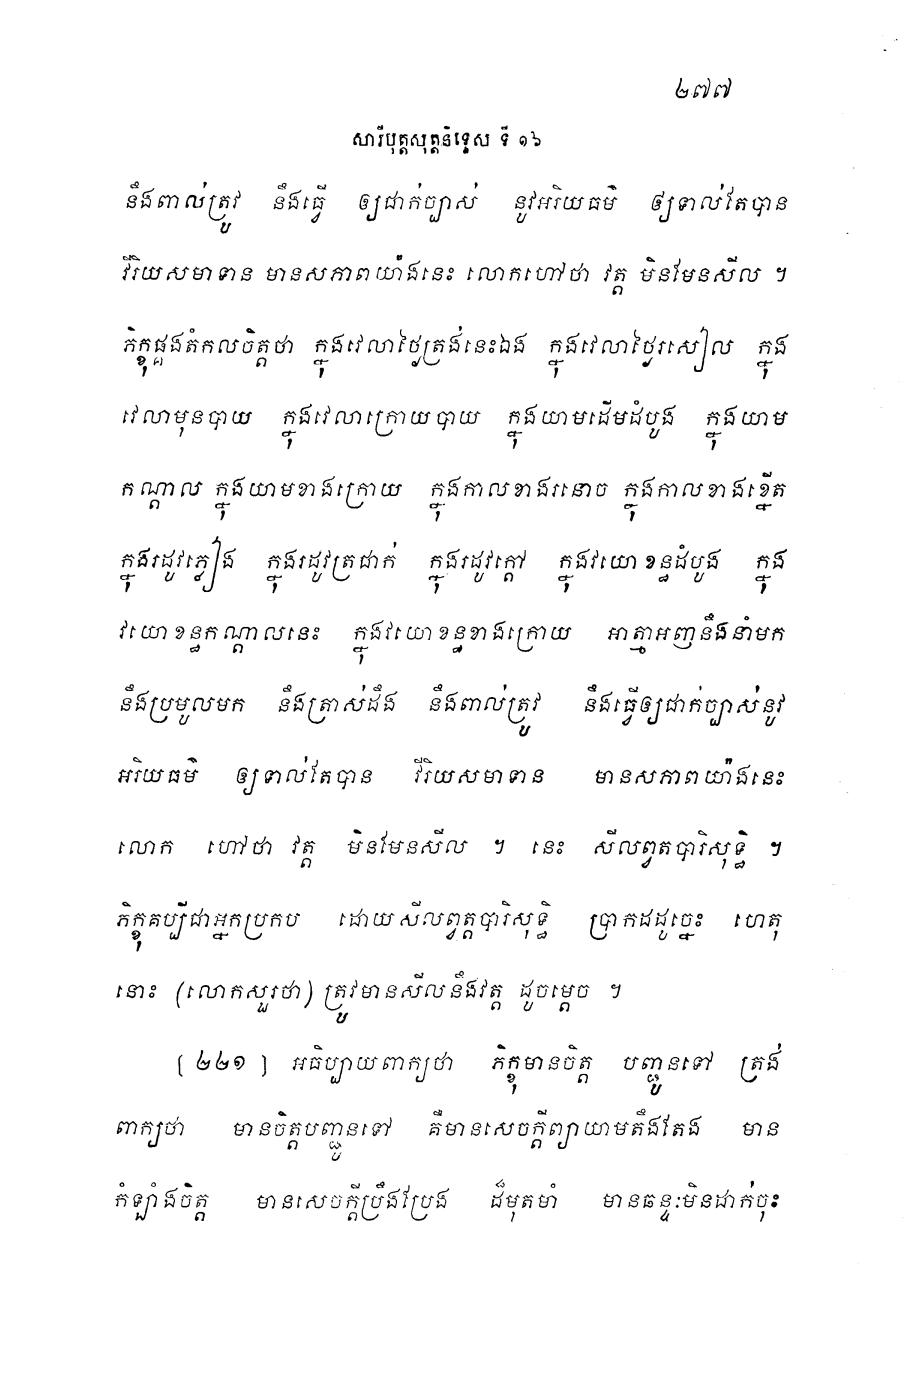 ២៧៧
សារីបុត្តសុត្តនិទ្ទេស ទី ១៦
នឹងពាល់ត្រូវ នឹងធ្វើ ឲ្យជាក់ច្បាស់ នូវអរិយធម៌ ឲ្យទាល់តែបាន
វីរិយសមាទាន មានសភាពយ៉ាងនេះ លោកហៅថា វត្ត មិនមែនសីល ។
ភិក្ខុផ្គងតំកលចិត្តថា ក្នុងវេលាថ្ងៃត្រង់នេះឯង ក្នុងវេលាថ្ងៃរសៀល ក្នុង
វេលាមុនបាយ ក្នុងវេលាក្រោយបាយ ក្នុងយាមដើមដំបូង ក្នុងយាម
កណ្តាល ក្នុងយាមខាងក្រោយ ក្នុងកាលខាងរនោច ក្នុងកាលខាងខ្នើត
ក្នុងរដូវភ្លៀង ក្នុងរដូវត្រជាក់ ក្នុងរដូវក្តៅ ក្នុងវយោខន្ធដំបូង ក្នុង
វយោខន្ធកណ្តាលនេះ ក្នុងវយោខន្ធខាងក្រោយ អាត្មាអញនឹងនាំមក
នឹងប្រមូលមក នឹងត្រាស់ដឹង នឹងពាល់ត្រូវ នឹងធ្វើឲ្យជាក់ច្បាស់នូវ
អរិយធម៌ ឲ្យទាល់តែបាន វីរិយសមាទាន មានសភាពយ៉ាងនេះ
លោក ហៅថា វត្ត មិនមែនសីល ។ នេះ សីលព្វតបារិសុទ្ធិ ។
ភិក្ខុគប្បីជាអ្នកប្រកប ដោយសីលព្វត្តបារិសុទ្ធិ ប្រាកដដូច្នេះ ហេតុ
នោះ (លោកសួរថា) ត្រូវមានសីលនឹងវត្ត ដូចម្តេច ។
[ ២២១ ] អធិប្បាយពាក្យថា ភិក្ខុមានចិត្ត បញ្ជូនទៅ ត្រង់
ពាក្យថា មានចិត្តបញ្ជូនទៅ គឺមានសេចក្តីព្យាយាមតឹងតែង មាន
កំឡាំងចិត្ត មានសេចក្តីប្រឹងប្រែង ដ៏មុតមាំ មានឆន្ទៈមិនដាក់ចុះ